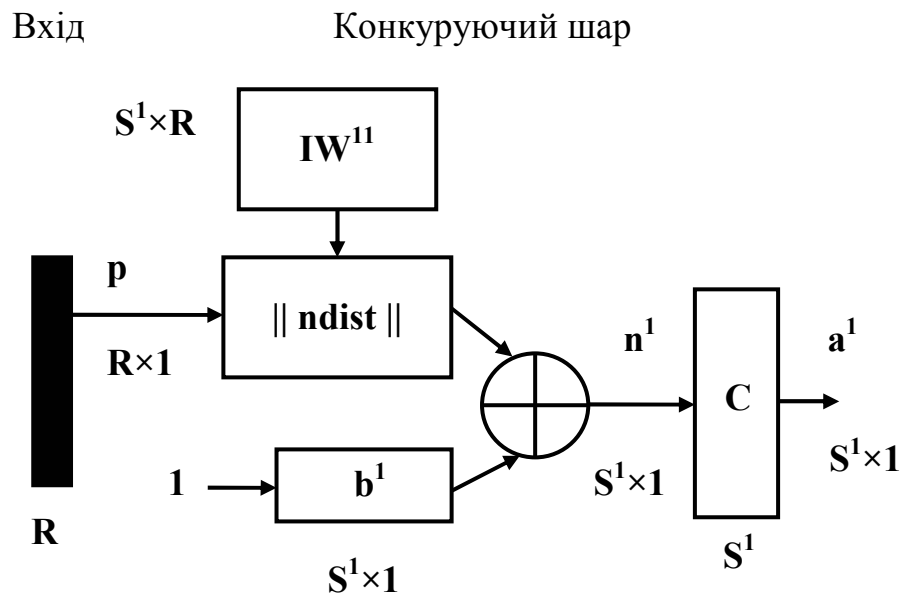 Вхід Конкуруючий шар
S¹×R
IW¹¹
p
|| ndist ||
R×1
n¹
a¹
C
1
b¹
S¹×1
S¹×1
R
S¹
S¹×1